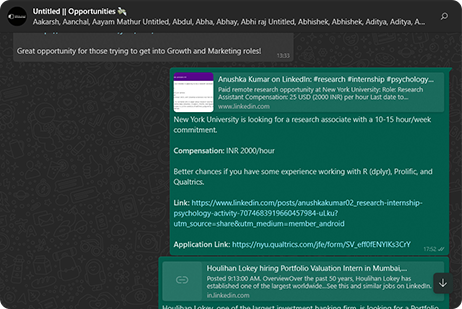 Untitled || Opportunities
Aakarsh, Aanchal, Aayam Mathur Untitled, Abdul, Abha, Abhay, Abhi raj Untitled, Abhishek, Abhishek, Aditya, Aditya, A...
Great opportunity for those trying to get into Growth and Marketing roles!
13:33
Anushka Kumar on LinkedIn: #research #internship #psychology...
Paid remote research opportunity at New York University: Role: Research
Assistant Compensation: 25 USD (2000 INR) per hour Last date to...
www.linkedin.com
New York University is looking for a research associate with a 10-15 hour/week
commitment.
Compensation: INR 2000/hour
Better chances if you have some experience working with R (dplyr), Prolific, and
Qualtrics.
Link: https://www.linkedin.com/posts/anushkakumar02_research-internship-
psychology-activity-7074683919660457984-uLku?
utm_source=share&utm_medium=member_android
Application Link: https://nyu.qualtrics.com/jfe/form/SV_eff0fENYIKs3CrY
17:52
Houlihan Lokey hiring Portfolio Valuation Intern in Mumbai,...
Posted 9:13:00 AM. OverviewOver the past 50 years, Houlihan Lokey has
established one of the largest worldwide...See this and similar jobs on LinkedIn.
in.linkedin.com
Houlihan Lokey, one of the largest investment banking firm, is looking for a Portfolio